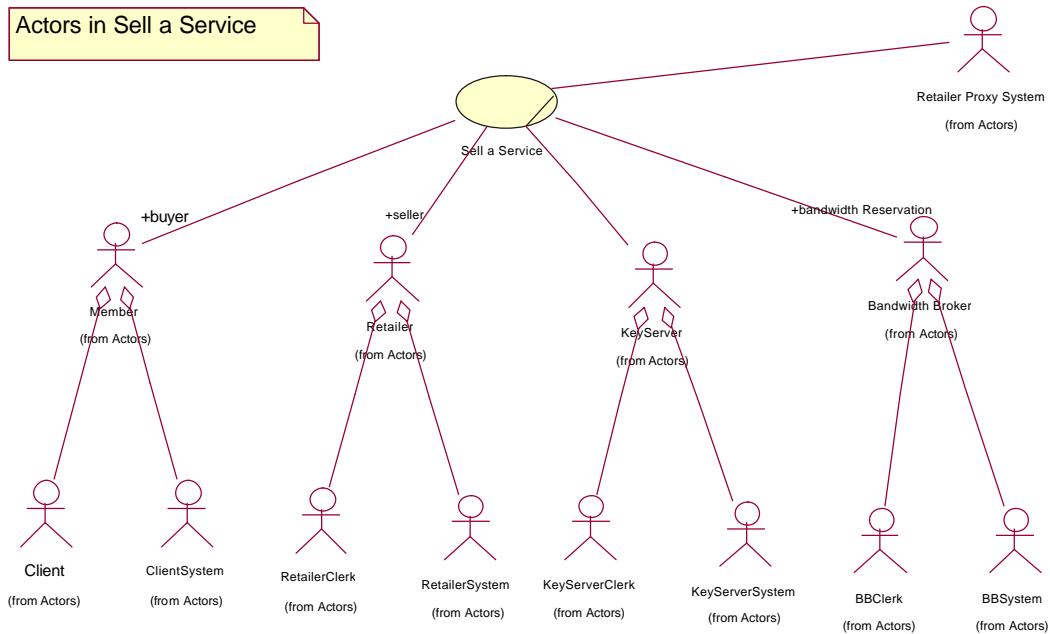 Actors in Sell a Service
Retailer Proxy System
(from Actors)
Sell a Service
+buyer
+seller
+bandwidth Reservation
Member
(from Actors)
Retailer
(from Actors)
KeyServer
(from Actors)
Bandwidth Broker
(from Actors)
Client
(from Actors)
ClientSystem
(from Actors)
RetailerClerk
(from Actors)
RetailerSystem
(from Actors)
KeyServerClerk
(from Actors)
KeyServerSystem
(from Actors)
BBClerk
(from Actors)
BBSystem
(from Actors)